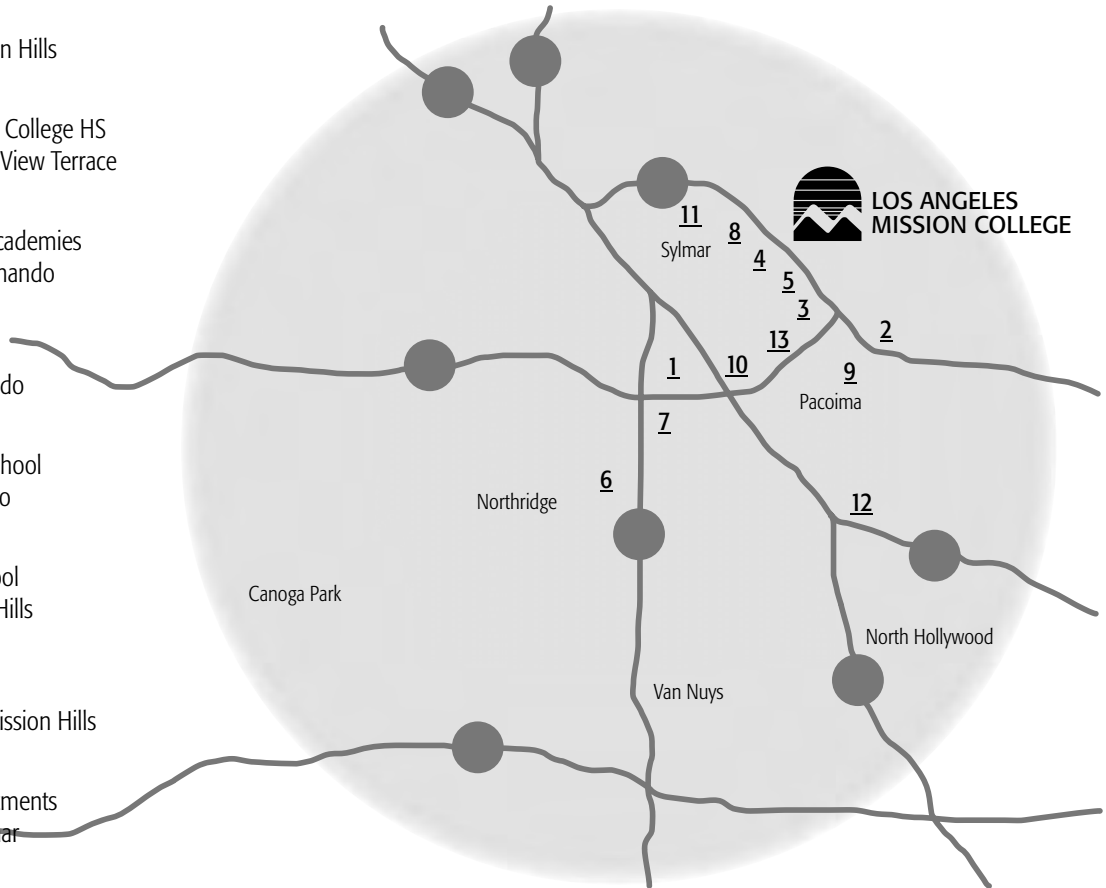 n Hills
College HS
View Terrace
cademies
nando
do
hool
o
ool
Hills
ission Hills
ments
ar
LOS ANGELES
MISSION COLLEGE
11
8
Sylmar
4
5
3
2
13
1
10
9
Pacoima
7
6
Northridge
12
Canoga Park
North Hollywood
Van Nuys